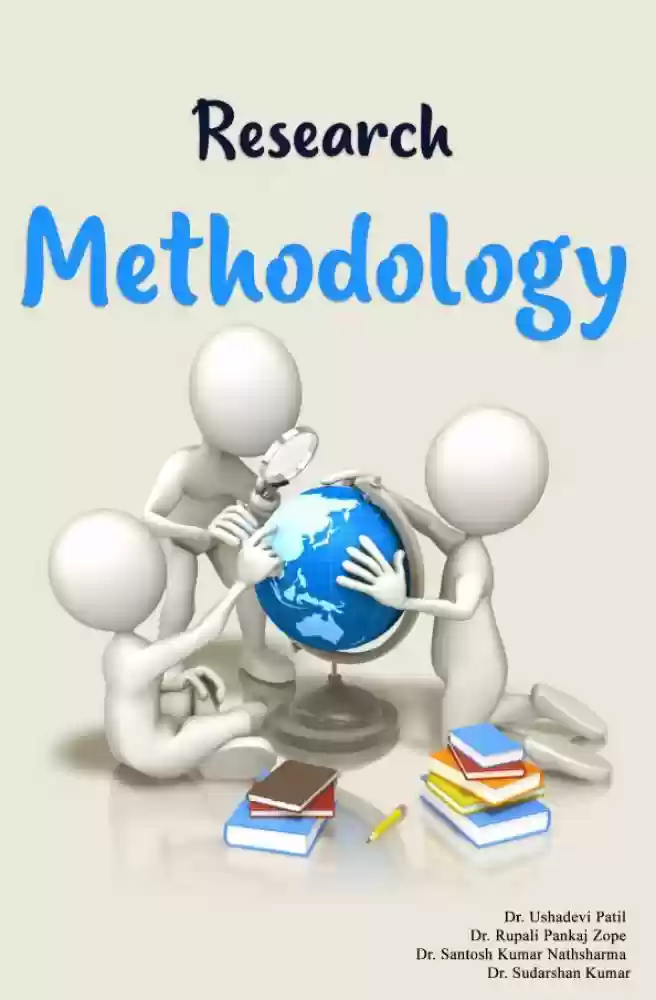 Research
Methodology
Dr. Ushadevi Patil
Dr. Rupali Pankaj Zope
Dr. Santosh Kumar Nathsharma
Dr. Sudarshan Kumar